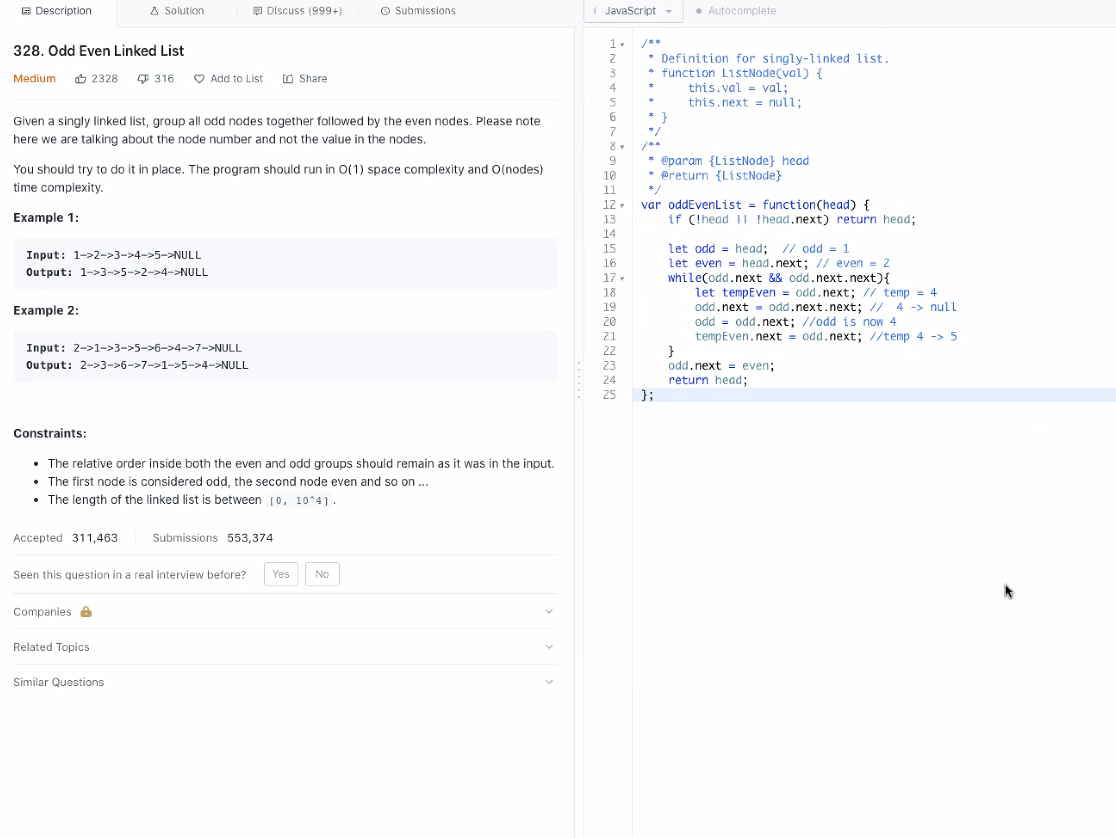 Description
Solution
Discuss (999+)
Submissions
328. Odd Even Linked List
Medium 2328 316 Add to List Share
Given a singly linked list, group all odd nodes together followed by the even nodes. Please note
here we are talking about the node number and not the value in the nodes.
You should try to do it in place. The program should run in O(1) space complexity and O(nodes)
time complexity.
Example 1:
Input: 1->2->3->4->5->NULL
Output: 1->3->5->2->4->NULL
Example 2:
Input: 2->1->3->5->6->4->7->NULL
Output: 2->3->6->7->1->5->4->NULL
Constraints:
• The relative order inside both the even and odd groups should remain as it was in the input.
• The first node is considered odd, the second node even and so on ...
• The length of the linked list is between [0, 10^4].
Accepted 311,463 Submissions 553,374
Seen this question in a real interview before? Yes No
Companies
Related Topics
Similar Questions
i JavaScript
Autocomplete
1 /**
2  * Definition for singly-linked list.
3  * function ListNode(val) {
4  *     this.val = val;
5  *     this.next = null;
6  * }
7  */
8 /**
9  * @param {ListNode} head
10  * @return {ListNode}
11  */
12 var oddEvenList = function(head) {
13     if (!head || !head.next) return head;
14
15     let odd = head;  // odd = 1
16     let even = head.next; // even = 2
17     while(odd.next && odd.next.next){
18         let tempEven = odd.next; // temp = 4
19         odd.next = odd.next.next; //  4 -> null
20         odd = odd.next; //odd is now 4
21         tempEven.next = odd.next; //temp 4 -> 5
22     }
23     odd.next = even;
24     return head;
25 };